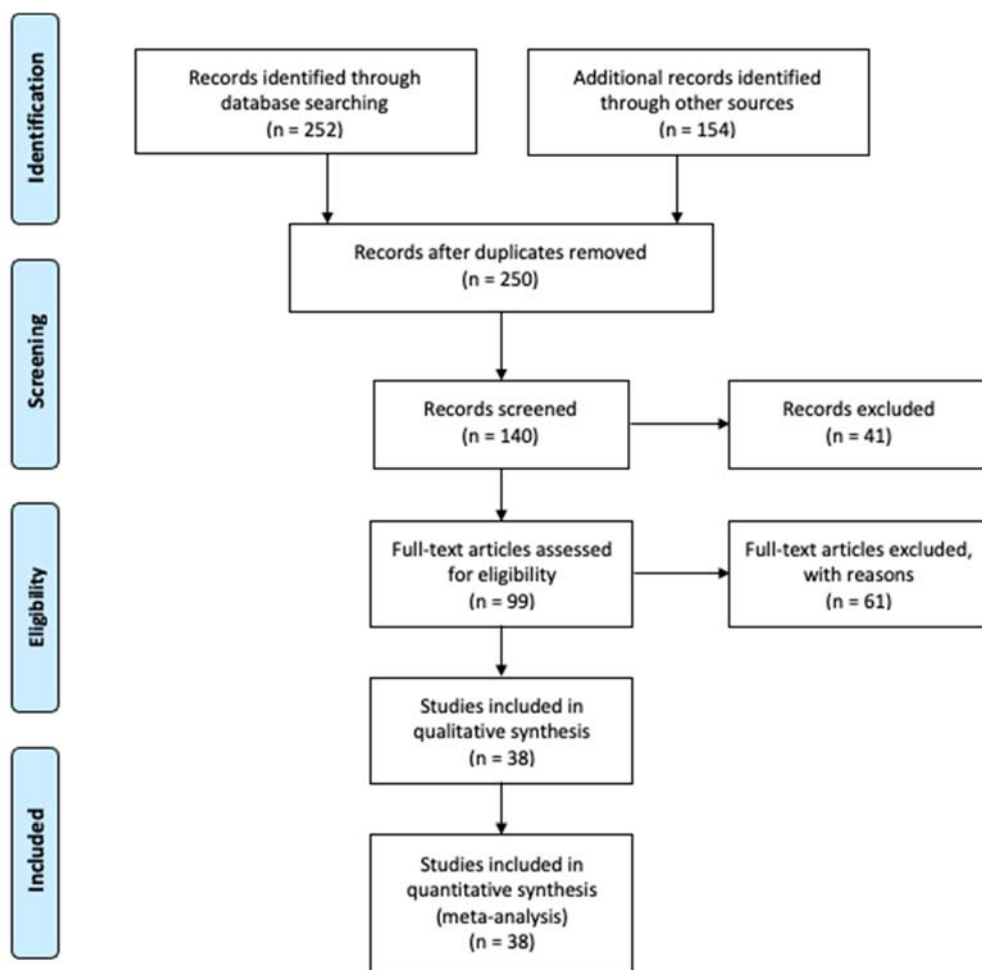 Identification
Records identified through
database searching
(n = 252)
Additional records identified
through other sources
(n = 154)
Records after duplicates removed
(n = 250)
Screening
Records screened
(n = 140)
Records excluded
(n = 41)
Eligibility
Full-text articles assessed
for eligibility
(n = 99)
Full-text articles excluded,
with reasons
(n = 61)
Studies included in
qualitative synthesis
(n = 38)
Included
Studies included in
quantitative synthesis
(meta-analysis)
(n = 38)